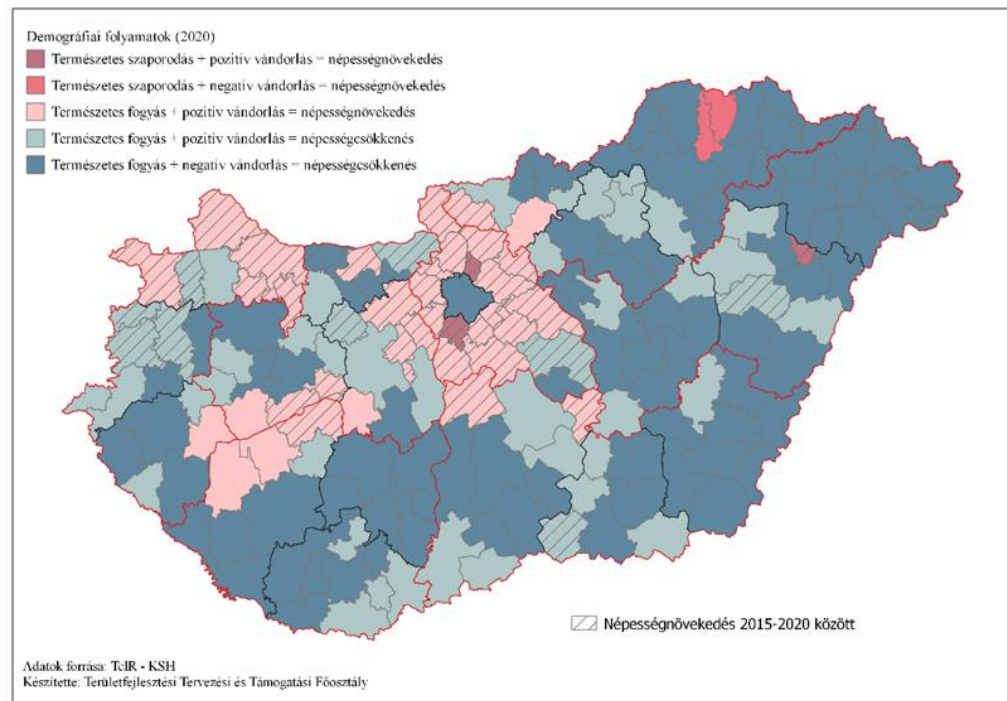 Demográfiai folyamatok (2020)
Természetes szaporodás + pozitív vándorlás = népességnövekedés
Természetes szaporodás + negatív vándorlás = népességnövekedés
Természetes fogyás + pozitív vándorlás = népességnövekedés
Természetes fogyás + pozitív vándorlás = népességcsökkenés
Természetes fogyás + negatív vándorlás = népességcsökkenés
Népességnövekedés 2015-2020 között
Adatok forrása: TeIR - KSH
Készítette: Területfejlesztési Tervezési és Támogatási Főosztály